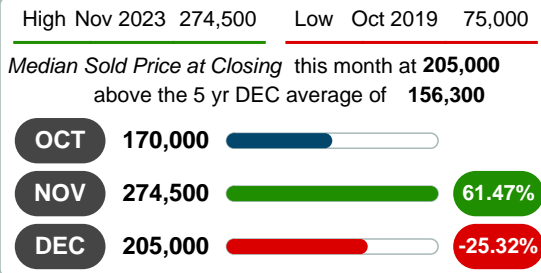 High Nov 2023 274,500 Low Oct 2019 75,000
Median Sold Price at Closing this month at 205,000
above the 5 yr DEC average of 156,300
OCT 170,000
NOV 274,500 61.47%
DEC 205,000 -25.32%